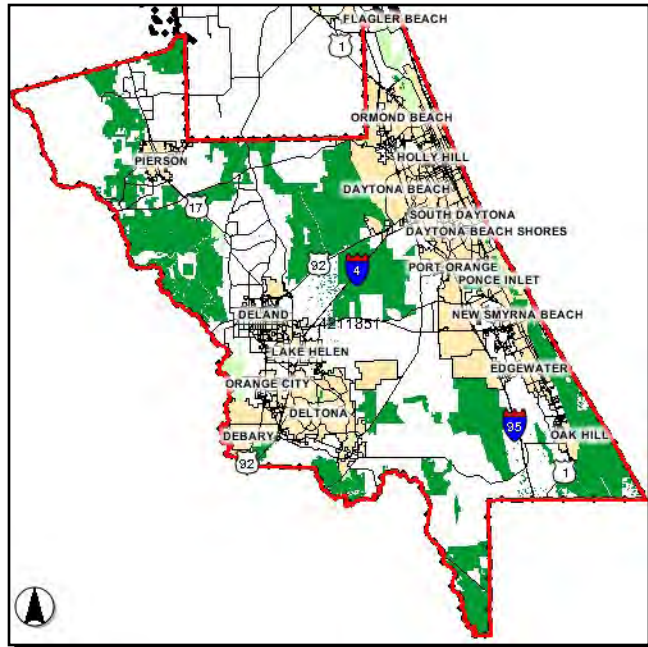 FLAGLER BEACH
1
ORMOND BEACH
HOLLY HILL
PIERSON
DAYTONA BEACH
17
SOUTH DAYTONA
DAYTONA BEACH SHORES
92
4
PORT ORANGE
PONCE INLET
DELAND
NEW SMYRNA BEACH
4211351
LAKE HELEN
EDGEWATER
ORANGE CITY
DELTONA
95
DEBARY
OAK HILL
92
1